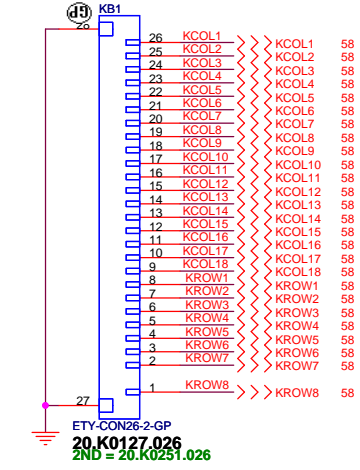 GP KB1
28
26 KCOL1 KCOL1 58
25 KCOL2 KCOL2 58
24 KCOL3 KCOL3 58
23 KCOL4 KCOL4 58
22 KCOL5 KCOL5 58
21 KCOL6 KCOL6 58
20 KCOL7 KCOL7 58
19 KCOL8 KCOL8 58
18 KCOL9 KCOL9 58
17 KCOL10 KCOL10 58
16 KCOL11 KCOL11 58
15 KCOL12 KCOL12 58
14 KCOL13 KCOL13 58
13 KCOL14 KCOL14 58
12 KCOL15 KCOL15 58
11 KCOL16 KCOL16 58
10 KCOL17 KCOL17 58
9 KCOL18 KCOL18 58
8 KROW1 KROW1 58
7 KROW2 KROW2 58
6 KROW3 KROW3 58
5 KROW4 KROW4 58
4 KROW5 KROW5 58
3 KROW6 KROW6 58
2 KROW7 KROW7 58
1 KROW8 KROW8 58
27
ETY-CON26-2-GP
20.K0127.026
2ND = 20.K0251.026